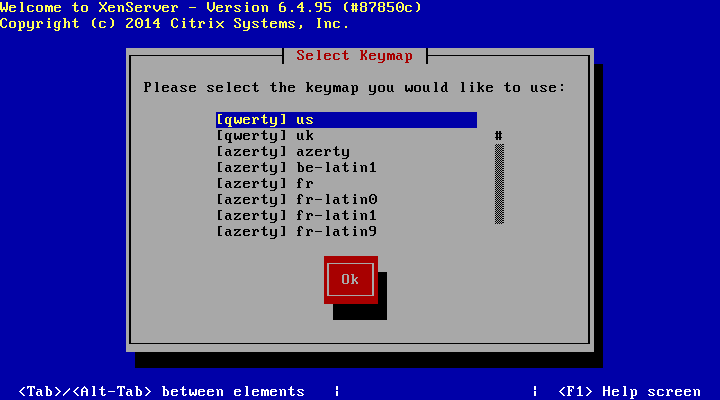 Welcome to XenServer - Version 6.4.95 (#87850c)
Copyright (c) 2014 Citrix Systems, Inc.
Select Keymap
Please select the keymap you would like to use:
[qwerty] us
[qwerty] uk
[azerty] azerty
[azerty] be-latin1
[azerty] fr
[azerty] fr-latin0
[azerty] fr-latin1
[azerty] fr-latin9
#
Ok
<Tab>/<Alt-Tab> between elements | | <F1> Help screen